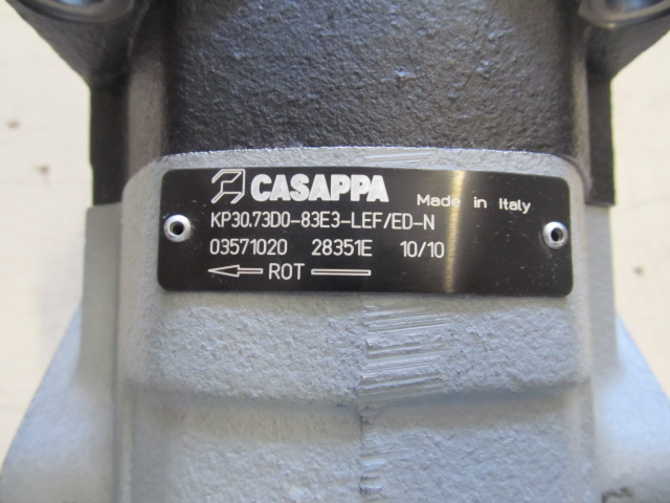 CASAPPA Made in Italy
KP30.73D0-83E3-LEF/ED-N
03571020 28351E 10/10
ROT